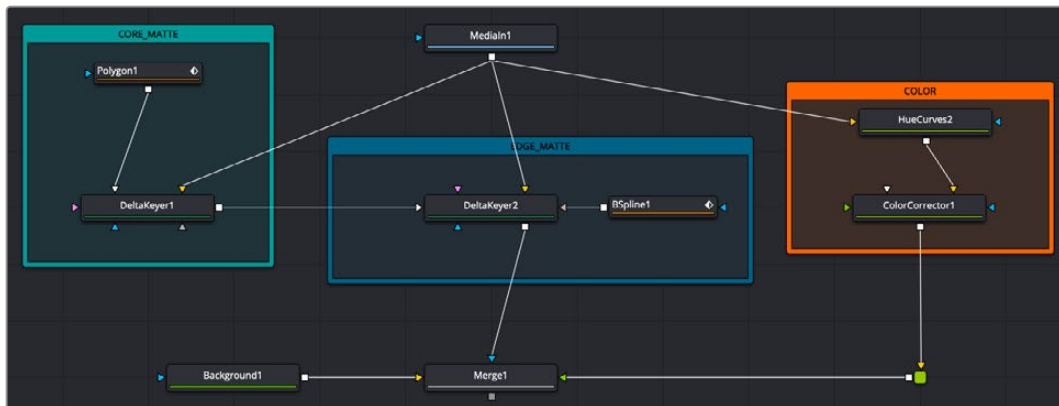 CORE_MATTE
MediaIn1
Polygon1
COLOR
HueCurves2
EDGE_MATTE
DeltaKeyer1
DeltaKeyer2
BSpline1
ColorCorrector1
Background1
Merge1